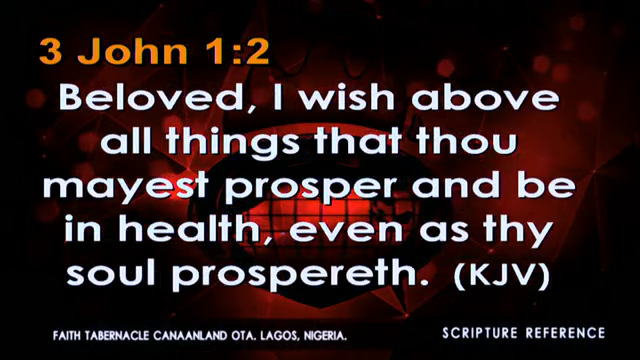 3 John 1:2
Beloved, I wish above
all things that thou
mayest prosper and be
in health, even as thy
soul prospereth. (KJV)
FAITH TABERNACLE CANAANLAND OTA. LAGOS, NIGERIA.
SCRIPTURE REFERENCE